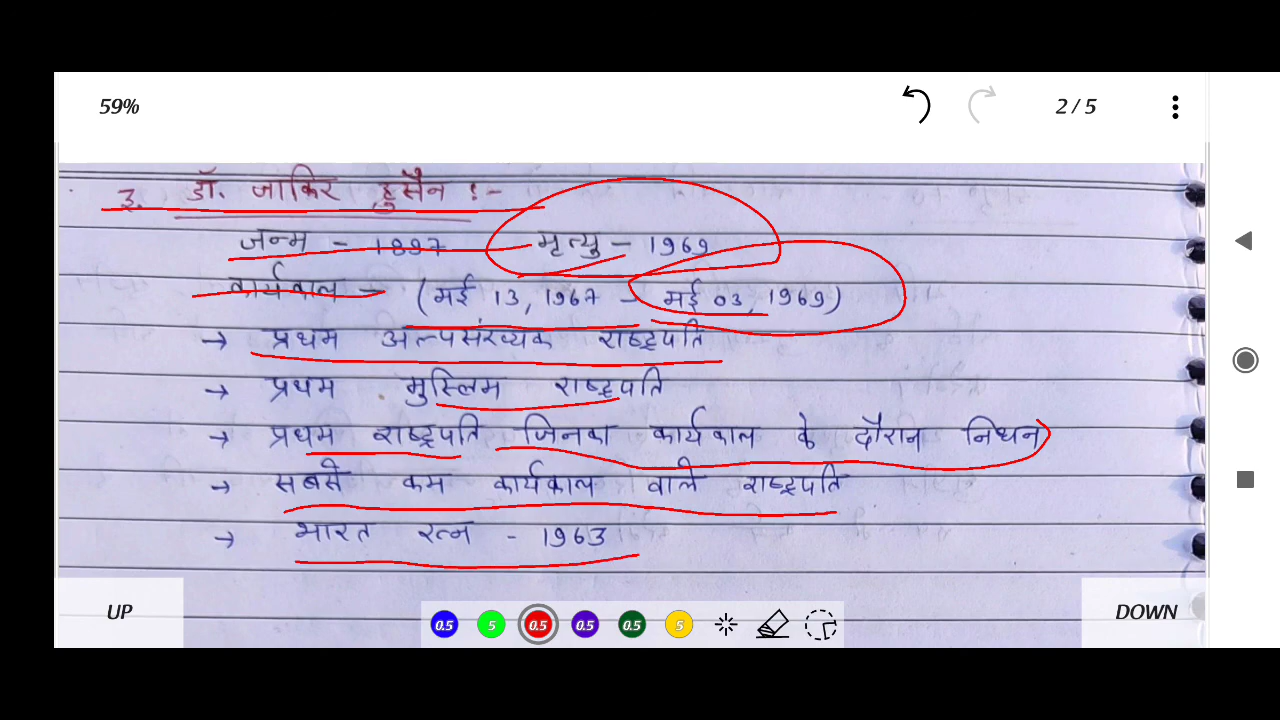 59%
2 / 5
3. डॉ. जाकिर हुसैन :-
जन्म - 1897 मृत्यु - 1969
कार्यकाल → (मई 13, 1967 - मई 03, 1969)
→ प्रथम अल्पसंख्यक राष्ट्रपति
→ प्रथम मुस्लिम राष्ट्रपति
→ प्रथम राष्ट्रपति जिनका कार्यकाल के दौरान निधन
→ सबसे कम कार्यकाल वाले राष्ट्रपति
→ भारत रत्न - 1963
UP
0.5 5 0.5 0.5 0.5 5
DOWN